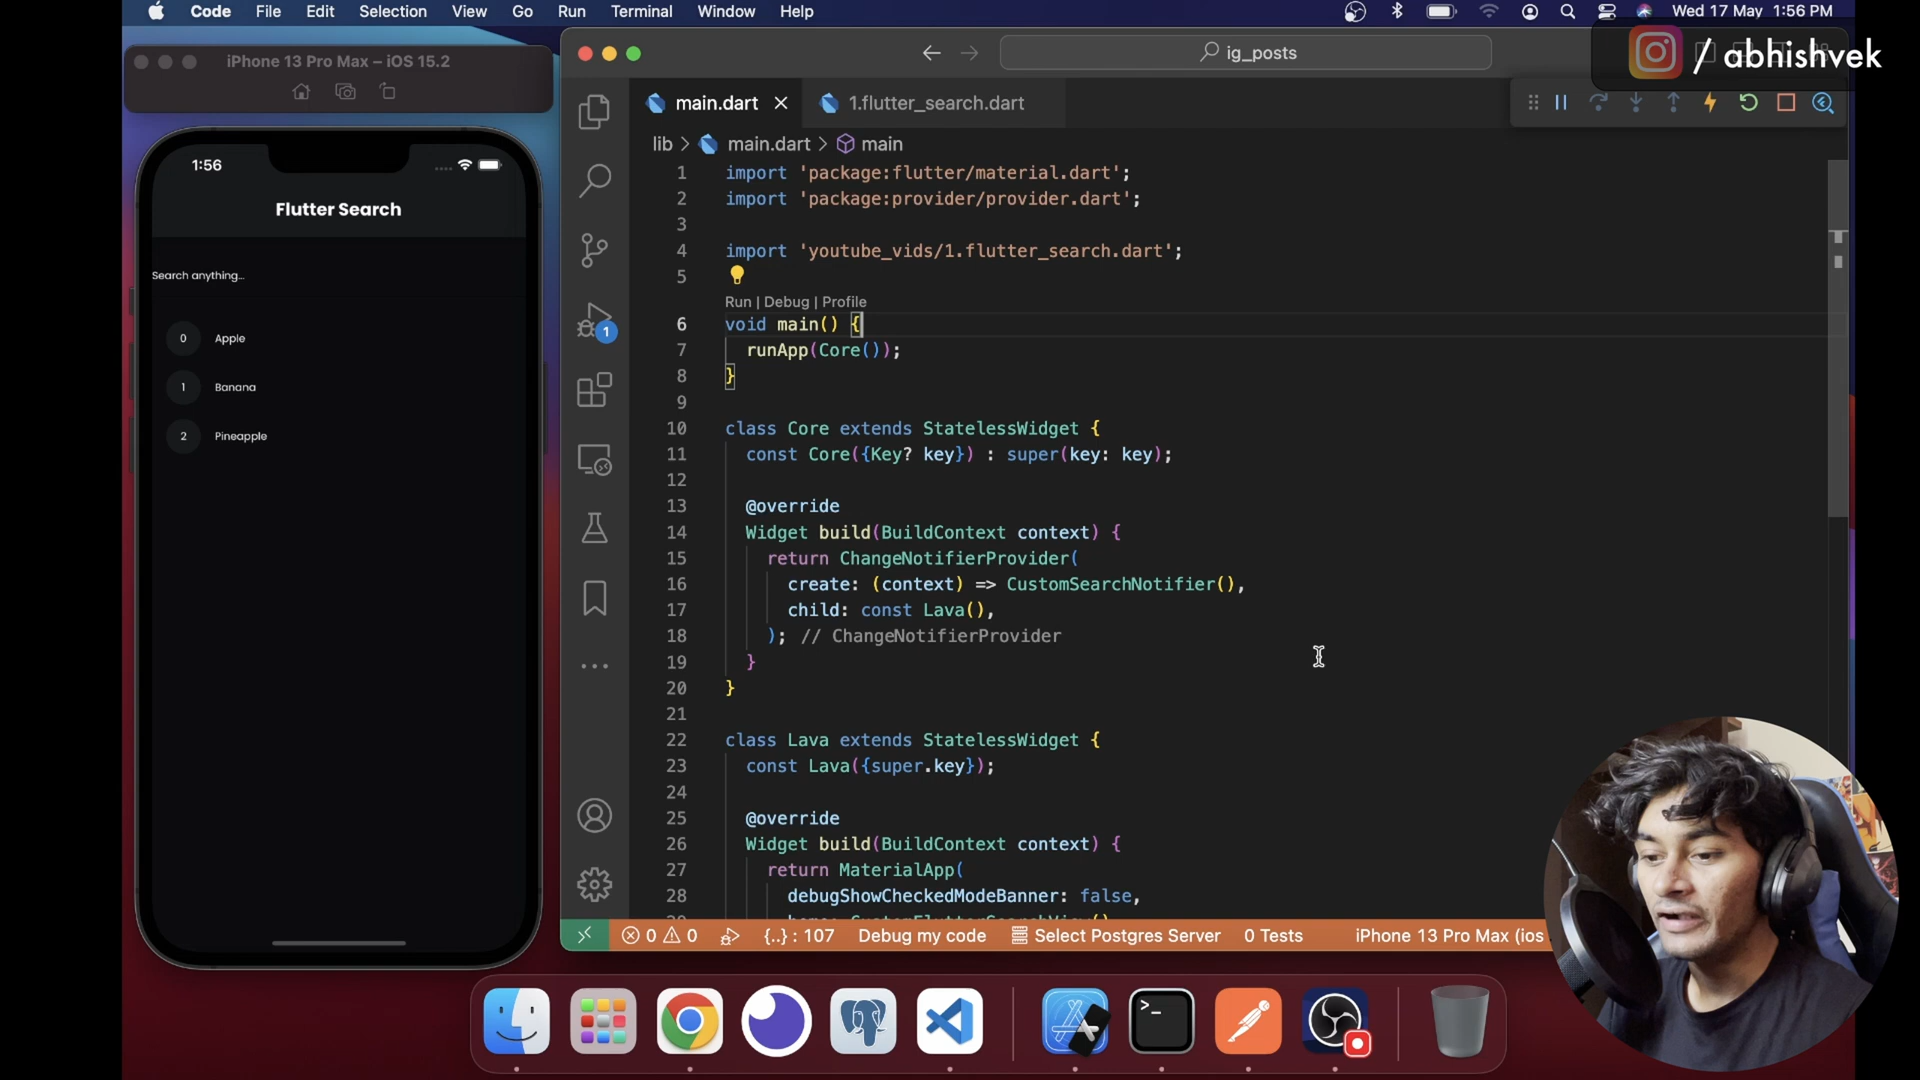 Code File Edit Selection View Go Run Terminal Window Help
Wed 17 May 1:56 PM
/ abhishvek
iPhone 13 Pro Max – iOS 15.2
1:56
Flutter Search
Search anything...
0 Apple
1 Banana
2 Pineapple
ig_posts
main.dart
1.flutter_search.dart
lib > main.dart > main
1 import 'package:flutter/material.dart';
2 import 'package:provider/provider.dart';
3
4 import 'youtube_vids/1.flutter_search.dart';
5
Run | Debug | Profile
6 void main() {
7 runApp(Core());
8 }
9
10 class Core extends StatelessWidget {
11 const Core({Key? key}) : super(key: key);
12
13 @override
14 Widget build(BuildContext context) {
15 return ChangeNotifierProvider(
16 create: (context) => CustomSearchNotifier(),
17 child: const Lava(),
18 ); // ChangeNotifierProvider
19 }
20 }
21
22 class Lava extends StatelessWidget {
23 const Lava({super.key});
24
25 @override
26 Widget build(BuildContext context) {
27 return MaterialApp(
28 debugShowCheckedModeBanner: false,
1
0 0 {..} : 107 Debug my code Select Postgres Server 0 Tests iPhone 13 Pro Max (ios